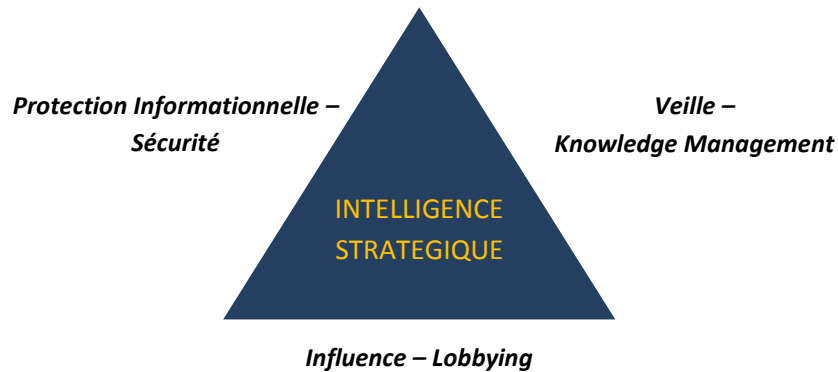 Protection Informationnelle –
Sécurité
Veille –
Knowledge Management
INTELLIGENCE
STRATEGIQUE
Influence – Lobbying